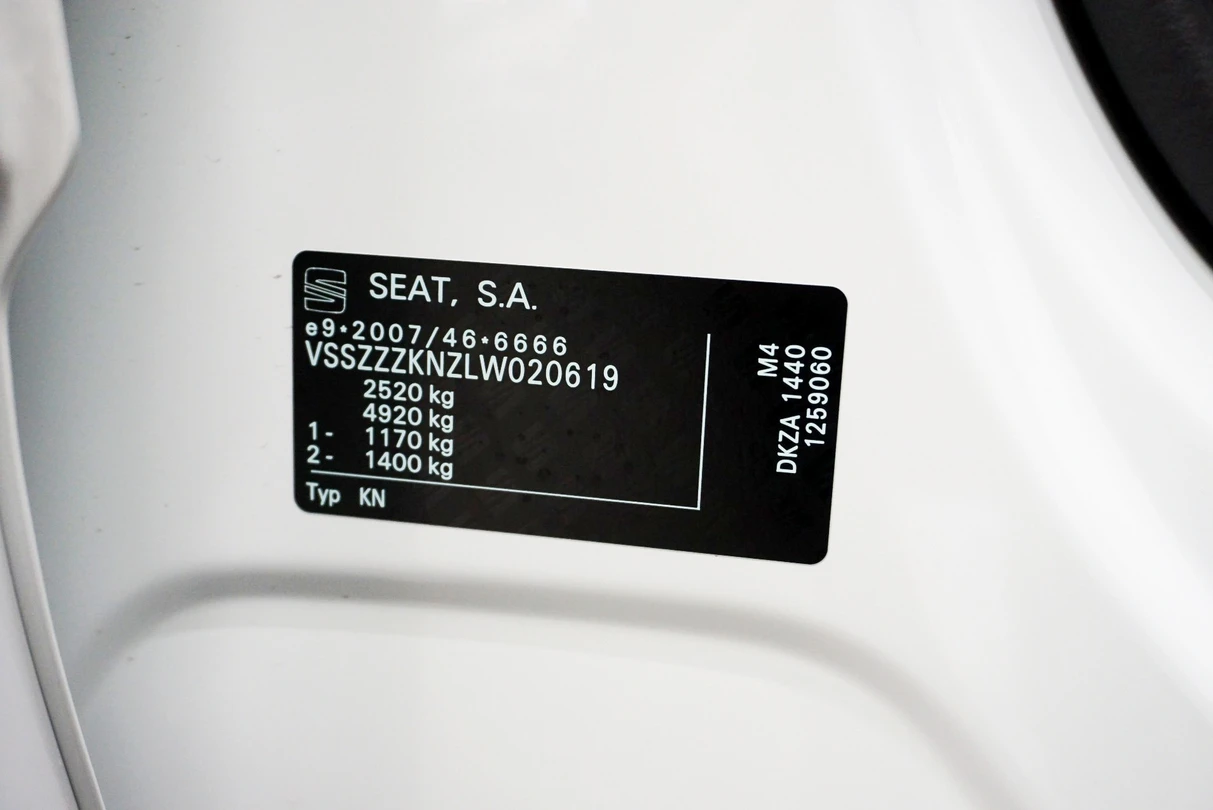 SEAT, S.A.
e9*2007/46*6666
VSSZZZKNZLW020619
2520 kg
4920 kg
1- 1170 kg
2- 1400 kg
Typ KN
M4
DKZA 1440
1259060